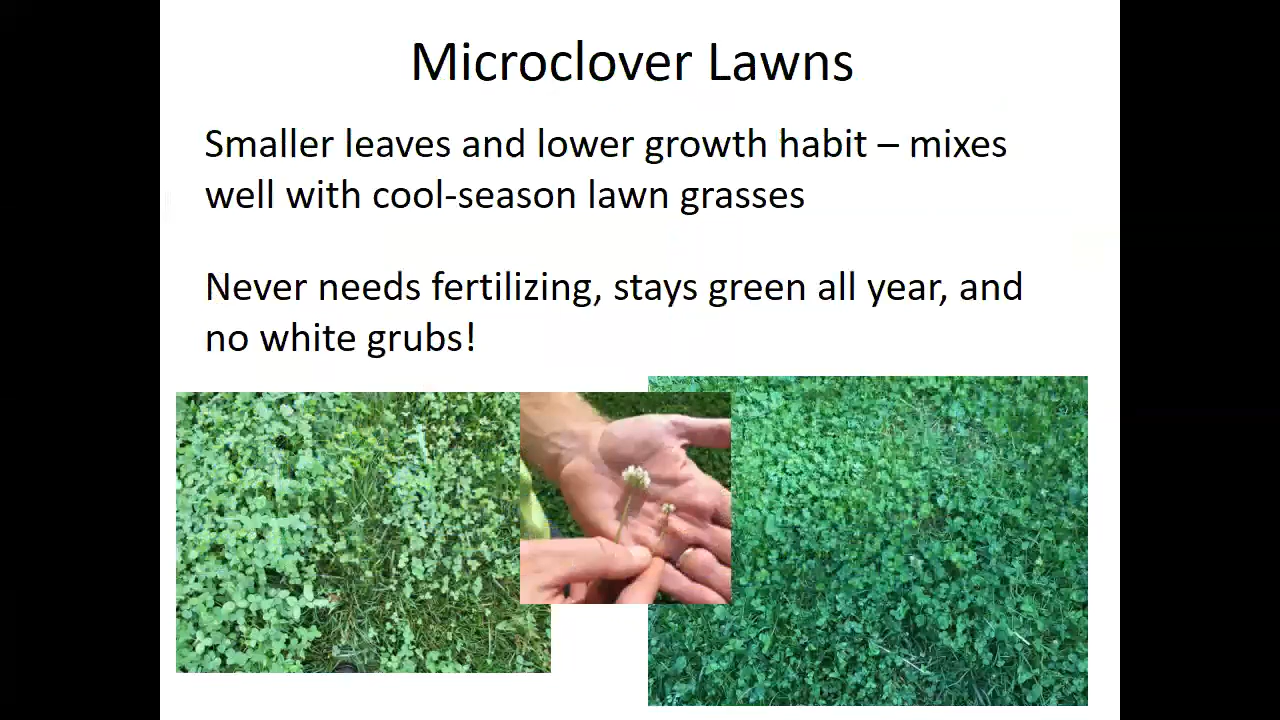 Microclover Lawns
Smaller leaves and lower growth habit – mixes
well with cool-season lawn grasses
Never needs fertilizing, stays green all year, and
no white grubs!